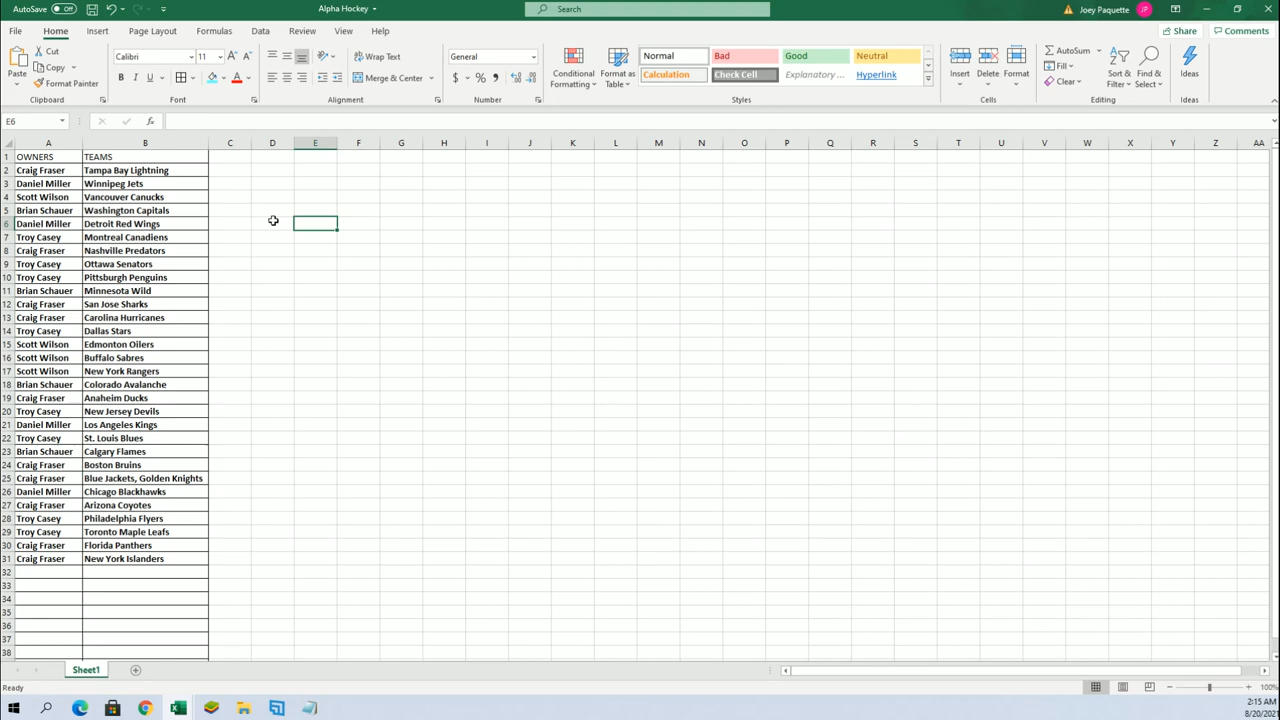 AutoSave Off
Alpha Hockey
Search
Joey Paquette JP
File Home Insert Page Layout Formulas Data Review View Help
Share Comments
Paste
Cut
Copy
Format Painter
Clipboard
Calibri 11
B I U
Font
Wrap Text
Merge & Center
Alignment
General
$ % ,
Number
Conditional Formatting
Format as Table
Normal Bad Good Neutral
Calculation Check Cell Explanatory ... Hyperlink
Styles
Insert Delete Format
Cells
AutoSum
Fill
Clear
Sort & Filter
Find & Select
Editing
Ideas
Ideas
E6 fx
A B C D E F G H I J K L M N O P Q R S T U V W X Y Z AA
1 OWNERS TEAMS
2 Craig Fraser Tampa Bay Lightning
3 Daniel Miller Winnipeg Jets
4 Scott Wilson Vancouver Canucks
5 Brian Schauer Washington Capitals
6 Daniel Miller Detroit Red Wings
7 Troy Casey Montreal Canadiens
8 Craig Fraser Nashville Predators
9 Troy Casey Ottawa Senators
10 Troy Casey Pittsburgh Penguins
11 Brian Schauer Minnesota Wild
12 Craig Fraser San Jose Sharks
13 Craig Fraser Carolina Hurricanes
14 Troy Casey Dallas Stars
15 Scott Wilson Edmonton Oilers
16 Scott Wilson Buffalo Sabres
17 Scott Wilson New York Rangers
18 Brian Schauer Colorado Avalanche
19 Craig Fraser Anaheim Ducks
20 Troy Casey New Jersey Devils
21 Daniel Miller Los Angeles Kings
22 Troy Casey St. Louis Blues
23 Brian Schauer Calgary Flames
24 Craig Fraser Boston Bruins
25 Craig Fraser Blue Jackets, Golden Knights
26 Daniel Miller Chicago Blackhawks
27 Craig Fraser Arizona Coyotes
28 Troy Casey Philadelphia Flyers
29 Troy Casey Toronto Maple Leafs
30 Craig Fraser Florida Panthers
31 Craig Fraser New York Islanders
32
33
34
35
36
37
38
Sheet1
Ready
100%
2:15 AM